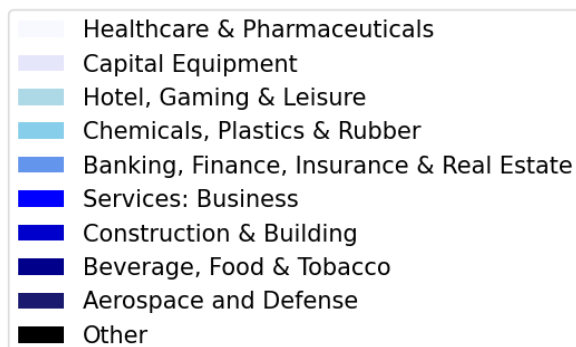 Healthcare & Pharmaceuticals
Capital Equipment
Hotel, Gaming & Leisure
Chemicals, Plastics & Rubber
Banking, Finance, Insurance & Real Estate
Services: Business
Construction & Building
Beverage, Food & Tobacco
Aerospace and Defense
Other